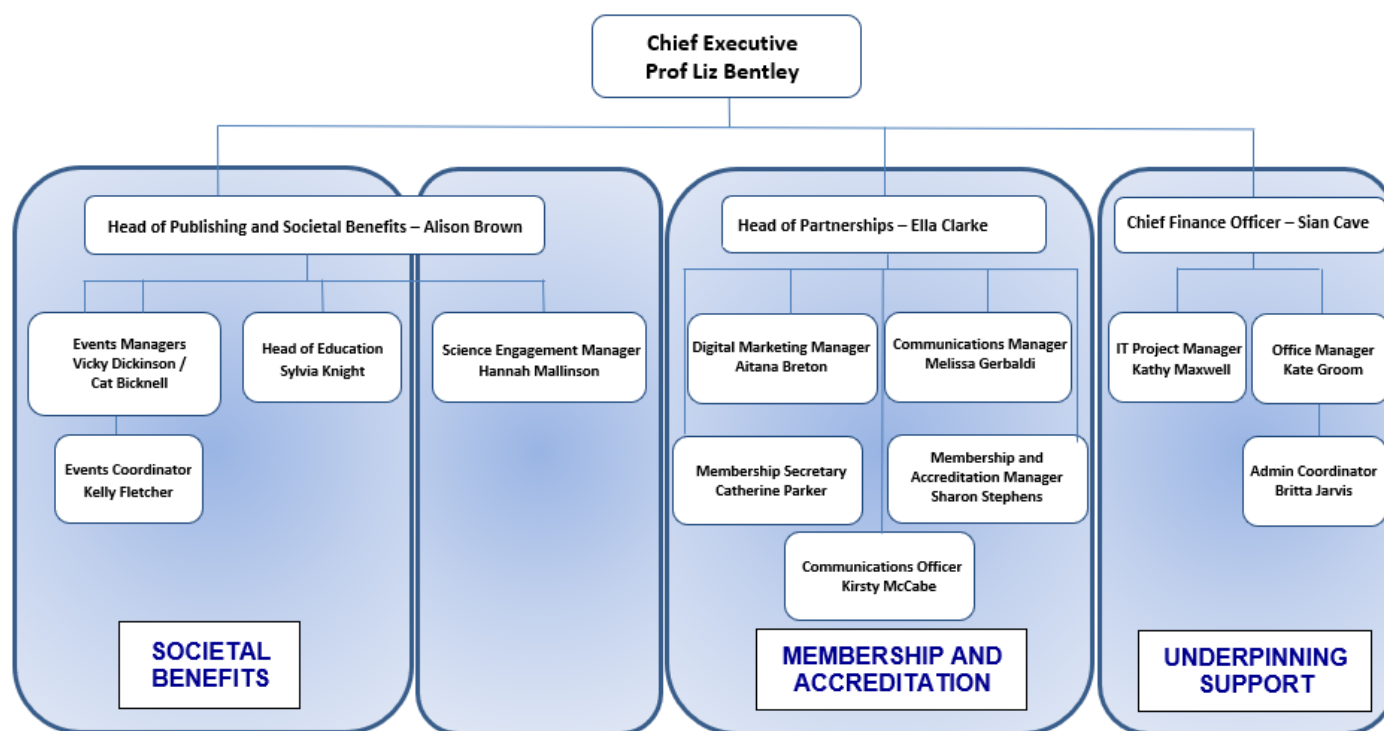 Chief Executive
Prof Liz Bentley
Head of Publishing and Societal Benefits – Alison Brown
Head of Partnerships – Ella Clarke
Chief Finance Officer – Sian Cave
Events Managers
Vicky Dickinson /
Cat Bicknell
Head of Education
Sylvia Knight
Science Engagement Manager
Hannah Mallinson
Digital Marketing Manager
Aitana Breton
Communications Manager
Melissa Gerbaldi
IT Project Manager
Kathy Maxwell
Office Manager
Kate Groom
Events Coordinator
Kelly Fletcher
Membership Secretary
Catherine Parker
Membership and
Accreditation Manager
Sharon Stephens
Admin Coordinator
Britta Jarvis
Communications Officer
Kirsty McCabe
SOCIETAL
BENEFITS
MEMBERSHIP AND
ACCREDITATION
UNDERPINNING
SUPPORT